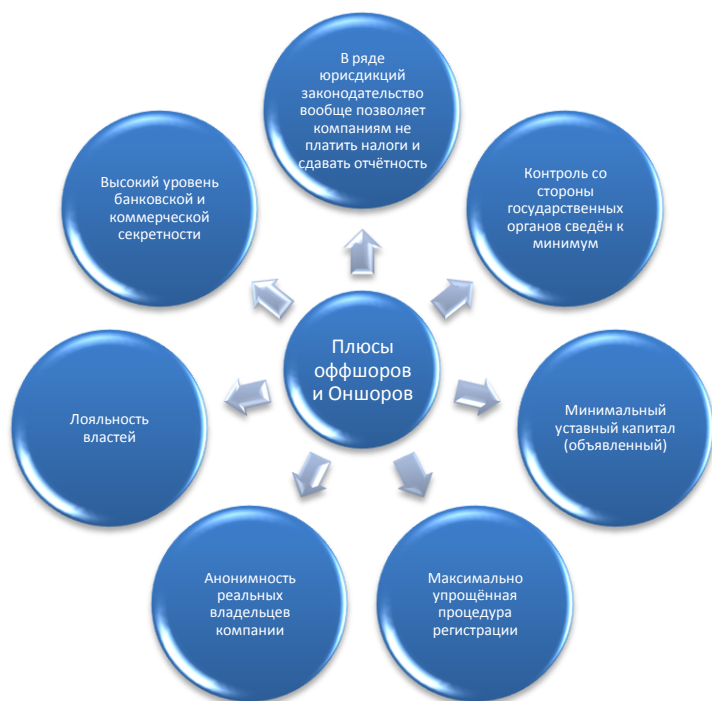 В ряде
юрисдикций
законодательство
вообще позволяет
компаниям не
платить налоги и
сдавать отчётность
Высокий уровень
банковской и
коммерческой
секретности
Контроль со
стороны
государственных
органов сведён к
минимум
Плюсы
оффшоров
и Оншоров
Лояльность
властей
Минимальный
уставный капитал
(объявленный)
Анонимность
реальных
владельцев
компании
Максимально
упрощённая
процедура
регистрации